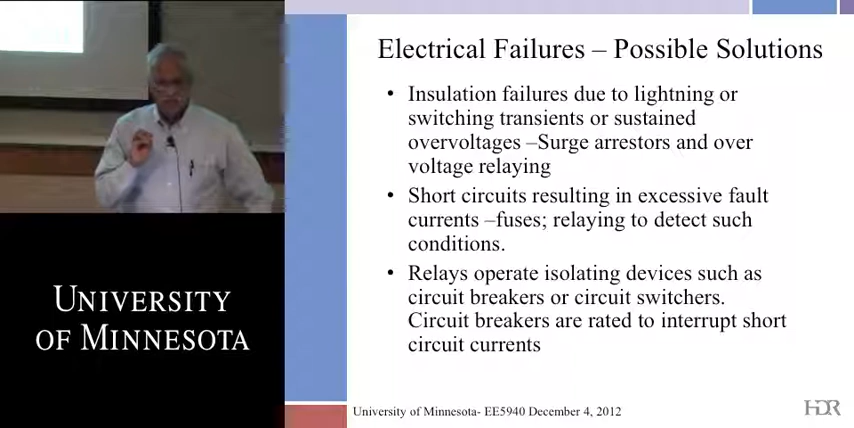 Electrical Failures – Possible Solutions
• Insulation failures due to lightning or
switching transients or sustained
overvoltages –Surge arrestors and over
voltage relaying
• Short circuits resulting in excessive fault
currents –fuses; relaying to detect such
conditions.
• Relays operate isolating devices such as
circuit breakers or circuit switchers.
Circuit breakers are rated to interrupt short
circuit currents
UNIVERSITY
OF MINNESOTA
University of Minnesota- EE5940 December 4, 2012
HDR